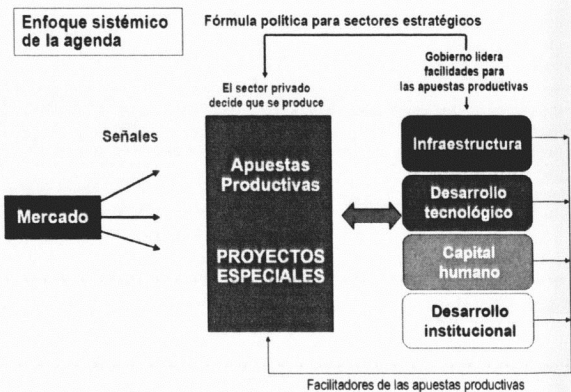 Enfoque sistémico
de la agenda
Fórmula política para sectores estratégicos
Gobierno lidera
facilidades para
las apuestas productivas
El sector privado
decide que se produce
Señales
Mercado
Apuestas
Productivas
PROYECTOS
ESPECIALES
Infraestructura
Desarrollo
tecnológico
Capital
humano
Desarrollo
institucional
Facilitadores de las apuestas productivas